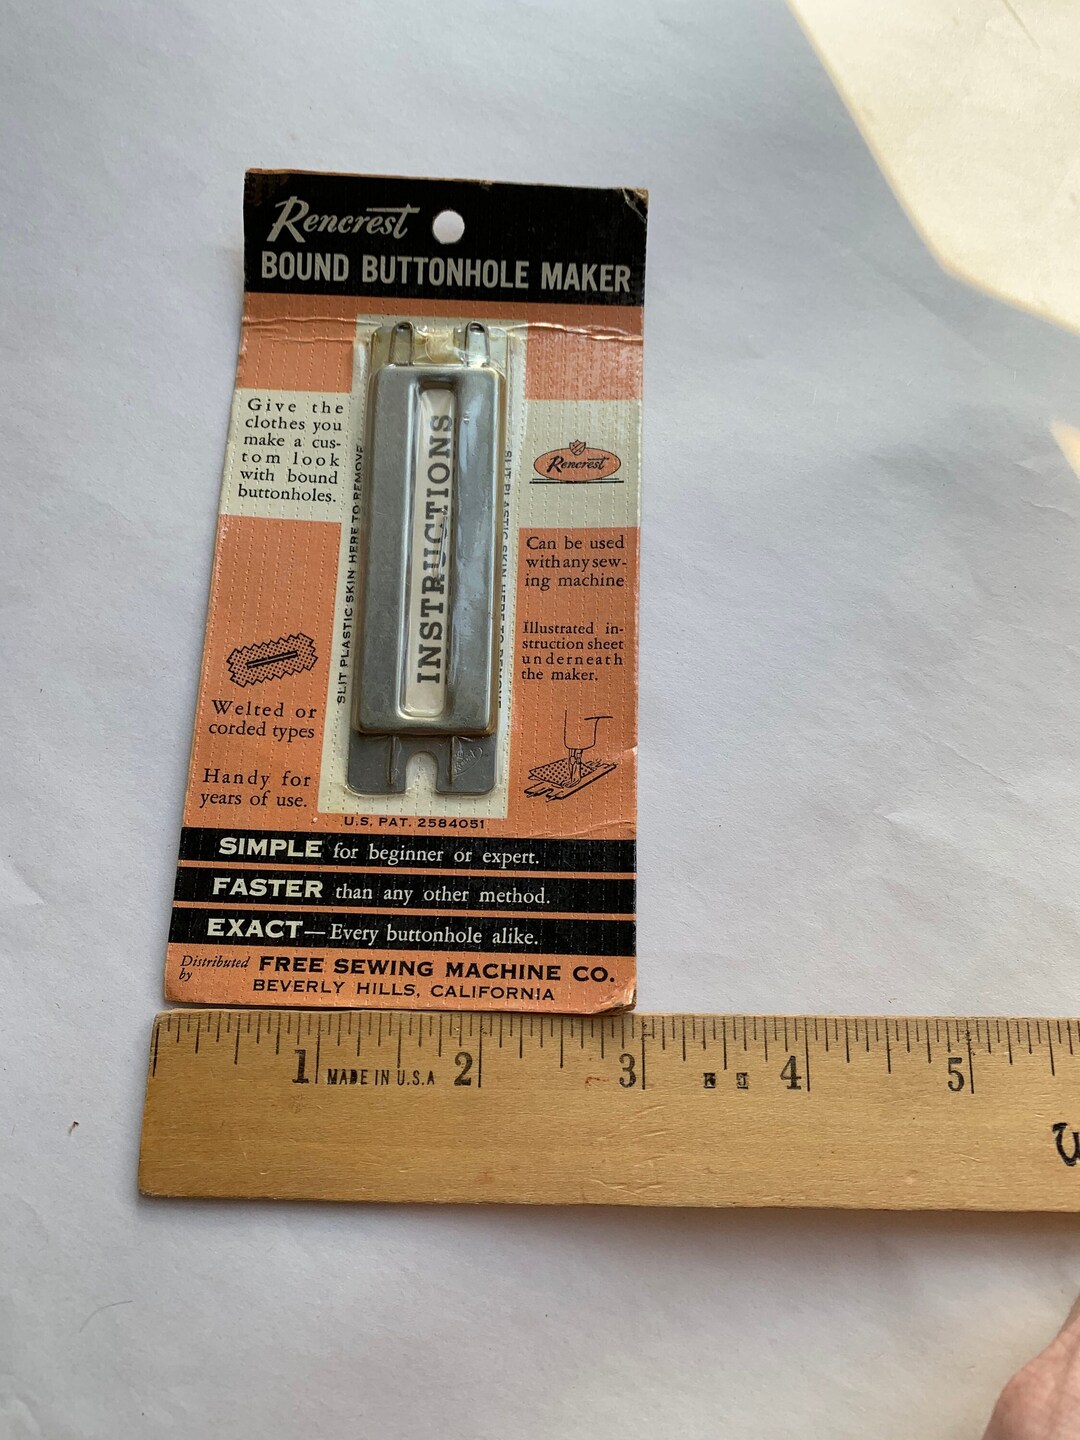 Rencrest
BOUND BUTTONHOLE MAKER
Give the
clothes you
make a cus-
tom look
with bound
buttonholes.
SLIT PLASTIC SKIN HERE TO REMOVE
INSTRUCTIONS
SLIT PLASTIC SKIN HERE TO REMOVE
Rencrest
Can be used
with any sew-
ing machine
Illustrated in-
struction sheet
underneath
the maker.
Welted or
corded types
Handy for
years of use.
U.S. PAT. 2584051
SIMPLE for beginner or expert.
FASTER than any other method.
EXACT—Every buttonhole alike.
Distributed
by
FREE SEWING MACHINE CO.
BEVERLY HILLS, CALIFORNIA
1 MADE IN U.S.A 2 3 4 5